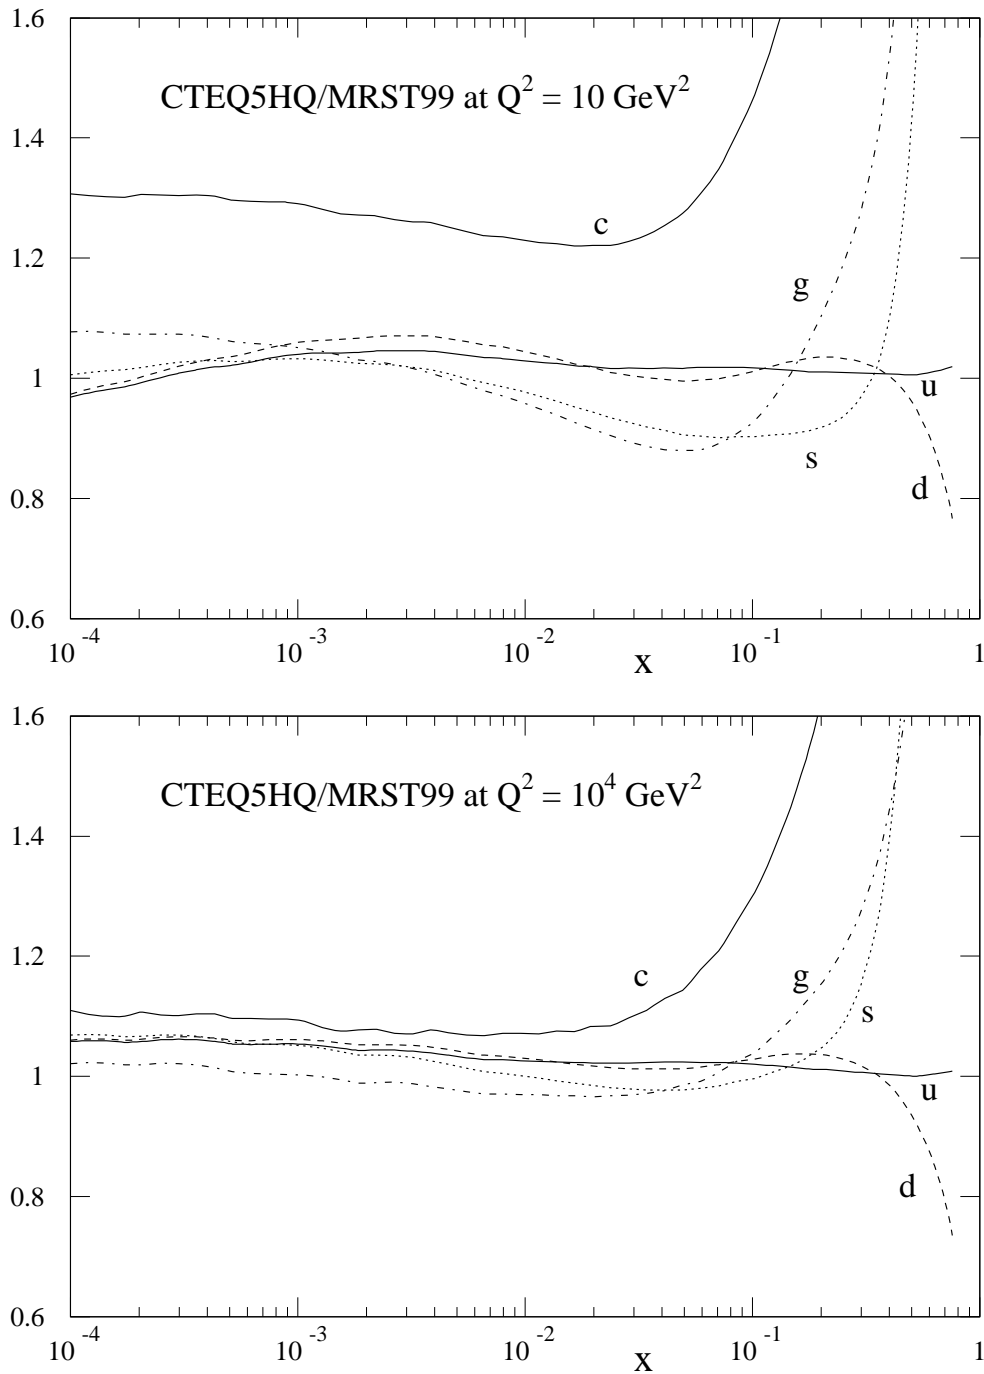 1.6
CTEQ5HQ/MRST99 at Q² = 10 GeV²
1.4
c
1.2
g
1
u
s
0.8
d
0.6
10⁻⁴ 10⁻³ 10⁻² 10⁻¹ 1
x
1.6
CTEQ5HQ/MRST99 at Q² = 10⁴ GeV²
1.4
1.2
c
g
s
1
u
0.8
d
0.6
10⁻⁴ 10⁻³ 10⁻² 10⁻¹ 1
x